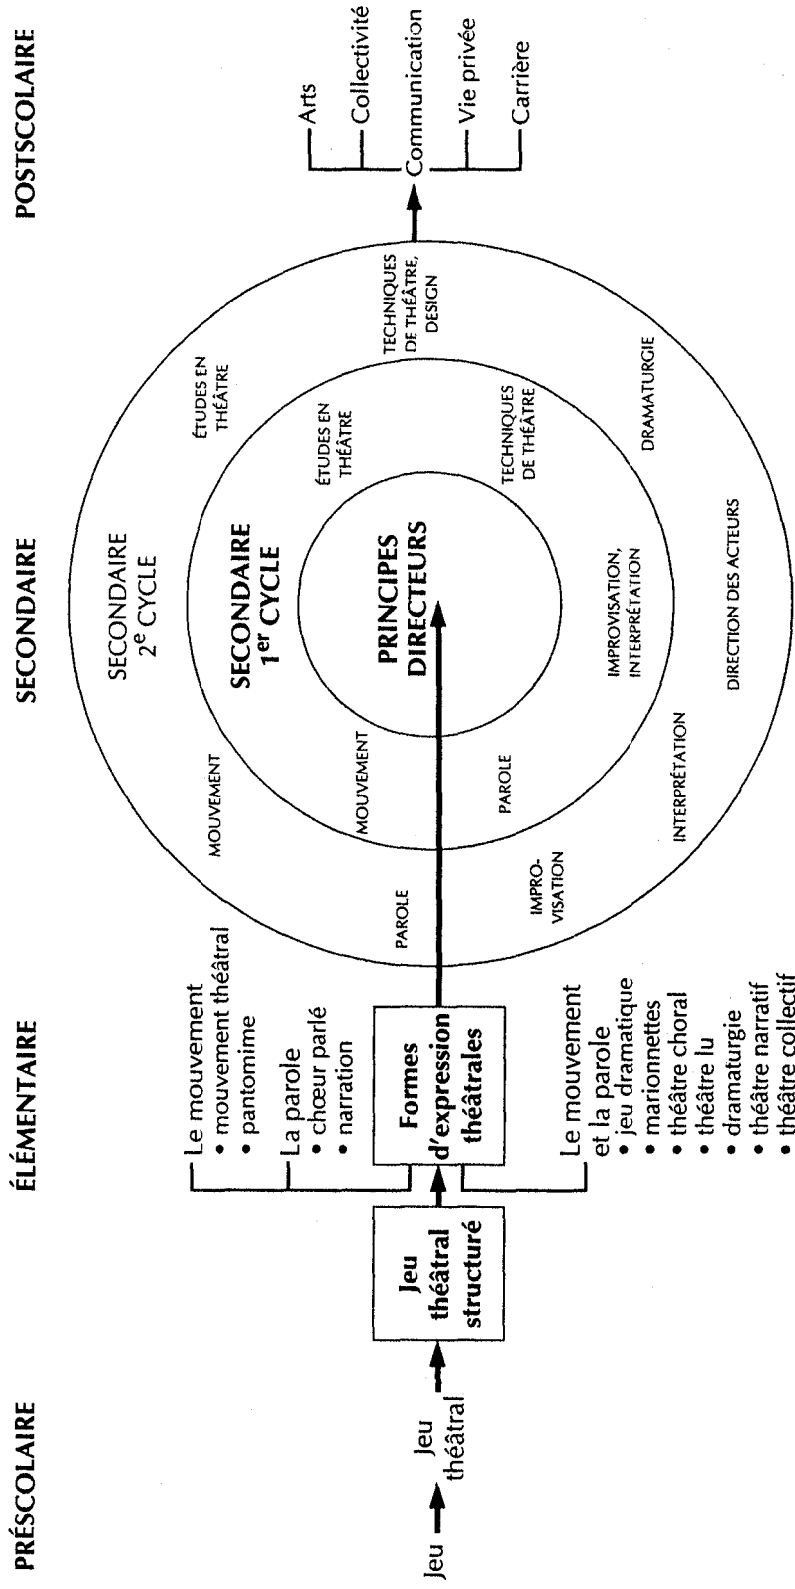 PRÉSCOLAIRE
ÉLÉMENTAIRE
SECONDAIRE
POSTSCOLAIRE
Jeu
Jeu
théâtral
Jeu
théâtral
structuré
Le mouvement
• mouvement théâtral
• pantomime
La parole
• chœur parlé
• narration
Formes
d'expression
théâtrales
Le mouvement
et la parole
• jeu dramatique
• marionnettes
• théâtre choral
• théâtre lu
• dramaturgie
• théâtre narratif
• théâtre collectif
SECONDAIRE
2e CYCLE
MOUVEMENT
ÉTUDES EN
THÉÂTRE
PAROLE
TECHNIQUES
DE THÉÂTRE,
DESIGN
IMPRO-
VISATION
INTERPRÉTATION
DIRECTION DES ACTEURS
DRAMATURGIE
SECONDAIRE
1er CYCLE
MOUVEMENT
ÉTUDES EN
THÉÂTRE
PAROLE
IMPROVISATION,
INTERPRÉTATION
TECHNIQUES
DE THÉÂTRE
PRINCIPES
DIRECTEURS
Arts
Collectivité
Communication
Vie privée
Carrière